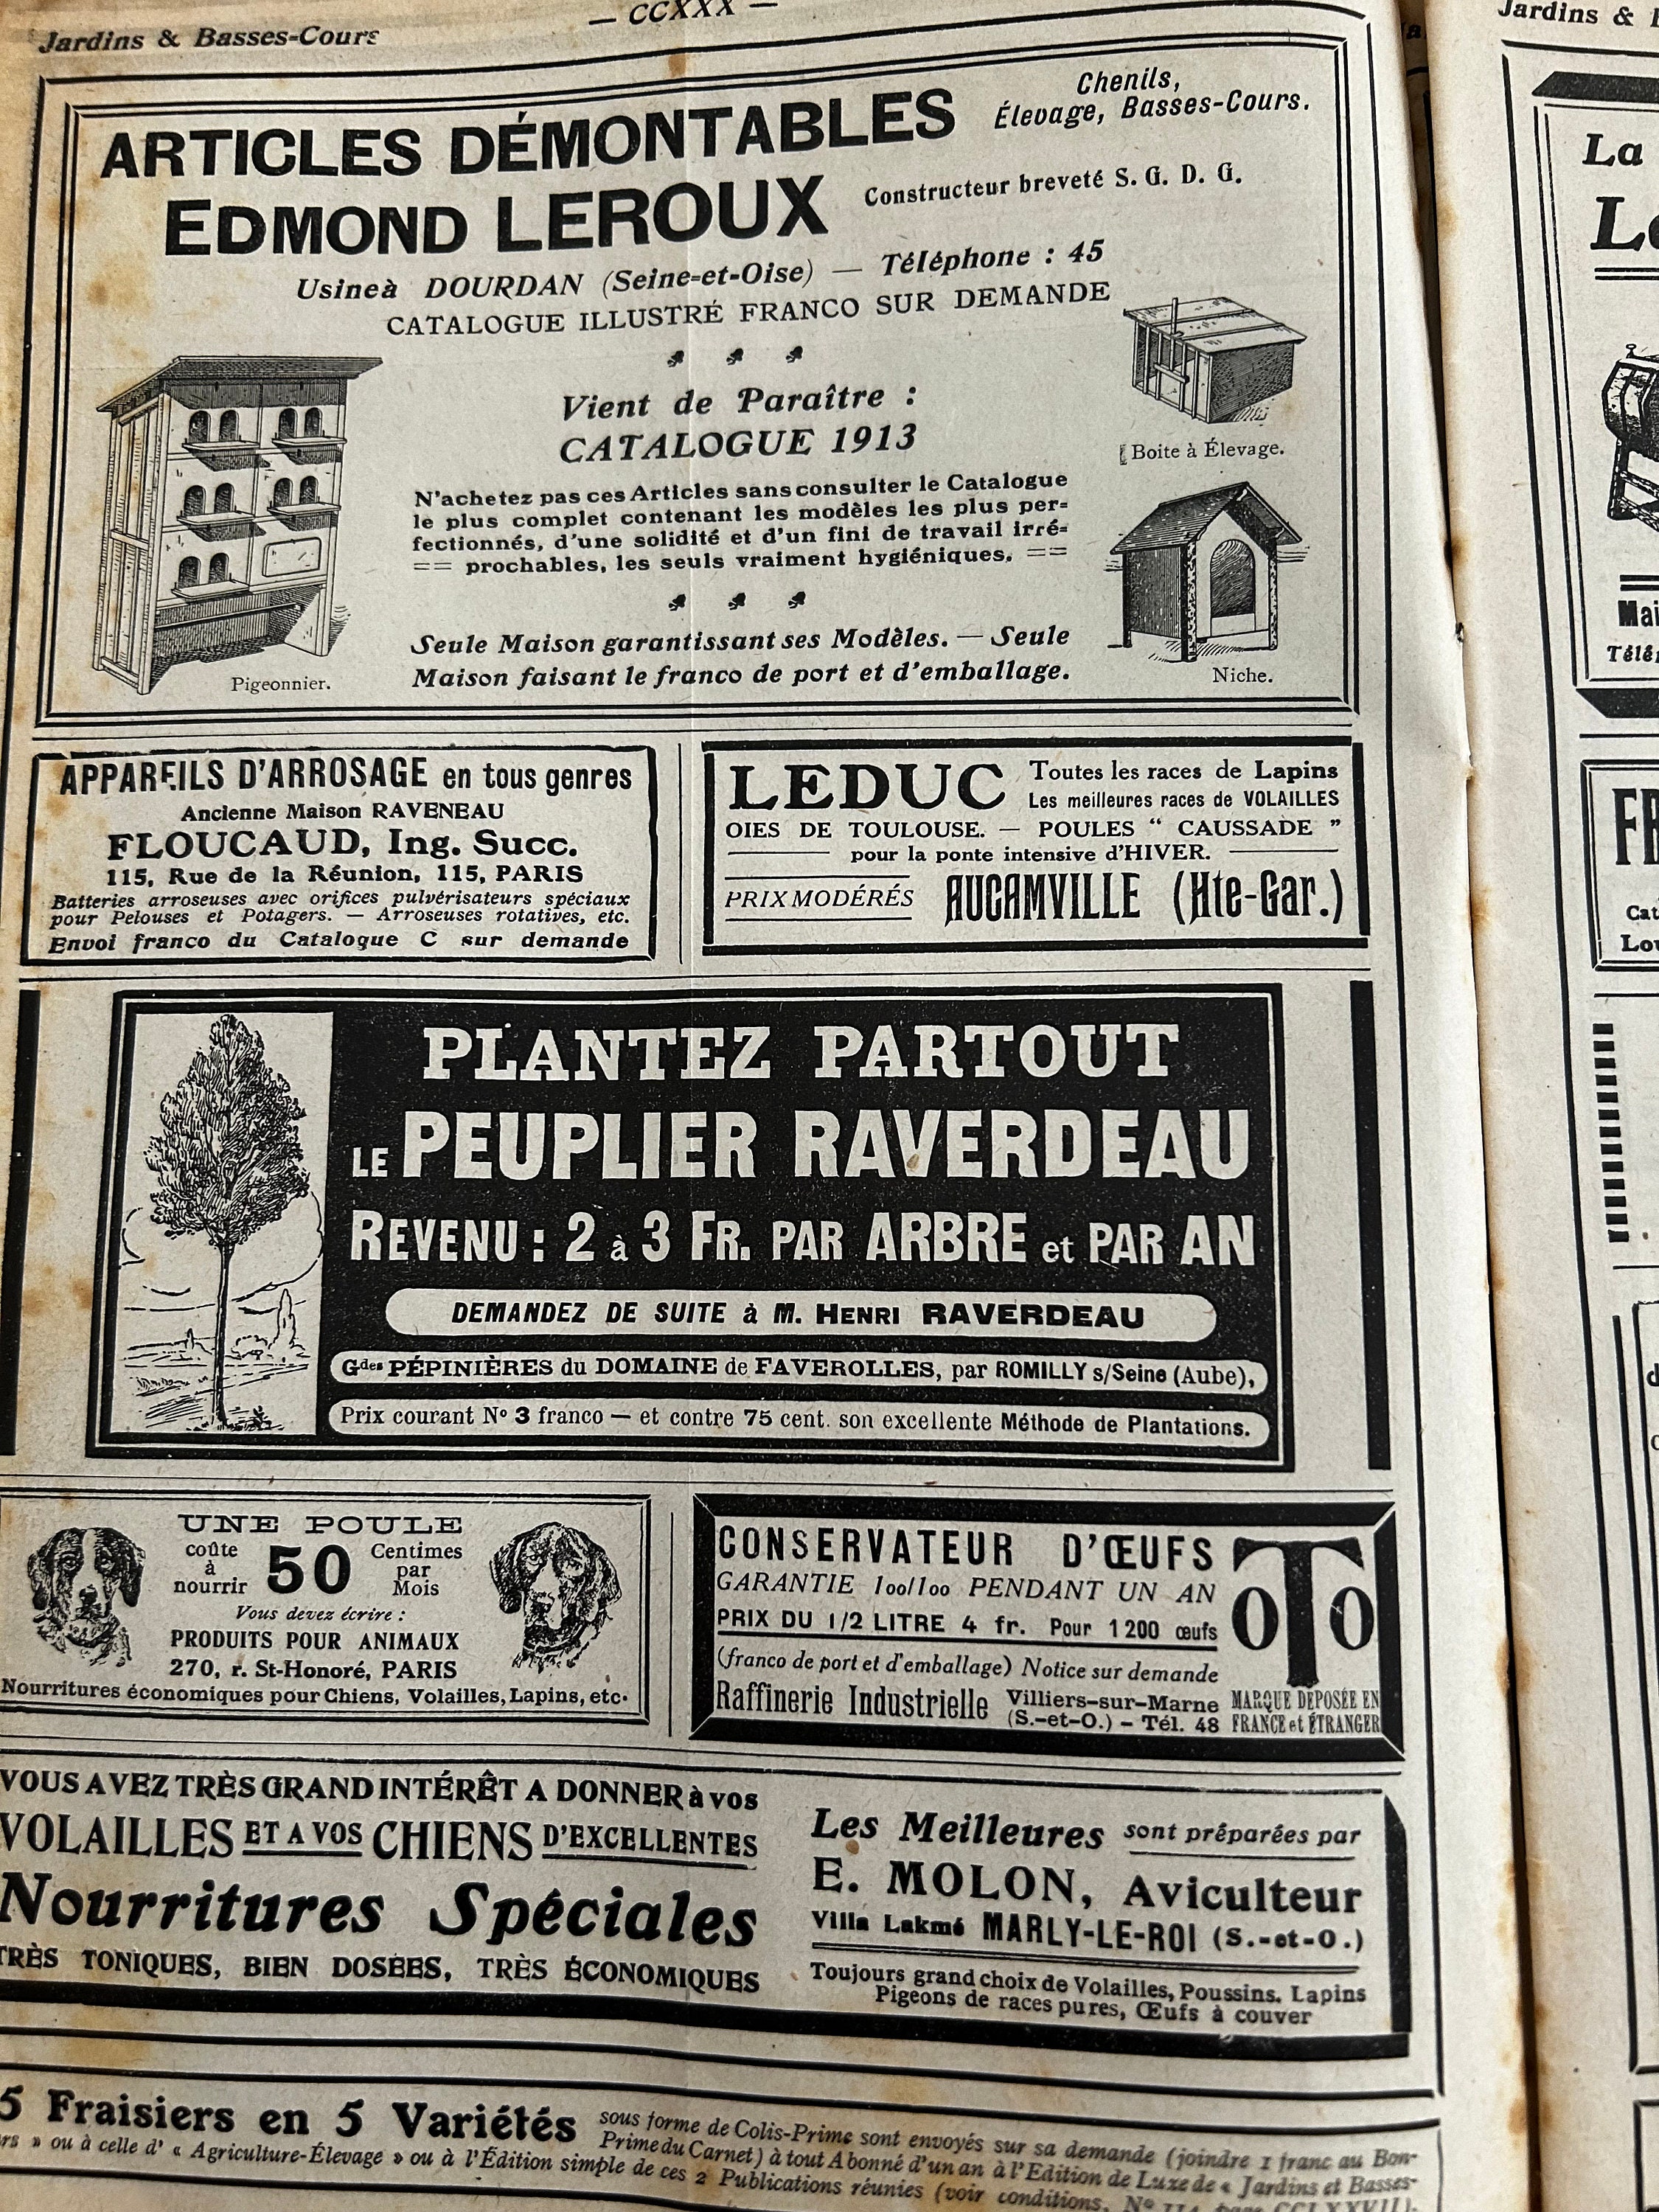 — CCXXX —
Jardins & Basses-Cours
ARTICLES DÉMONTABLES
Chenils,
Élevage, Basses-Cours.
EDMOND LEROUX
Constructeur breveté S. G. D. G.
Usineà DOURDAN (Seine-et-Oise) — Téléphone : 45
CATALOGUE ILLUSTRÉ FRANCO SUR DEMANDE
Vient de Paraître :
CATALOGUE 1913
N'achetez pas ces Articles sans consulter le Catalogue
le plus complet contenant les modèles les plus per=
fectionnés, d'une solidité et d'un fini de travail irré=
== prochables, les seuls vraiment hygiéniques. ==
Seule Maison garantissant ses Modèles. — Seule
Maison faisant le franco de port et d'emballage.
Pigeonnier.
Boite à Élevage.
Niche.
APPAREILS D'ARROSAGE en tous genres
Ancienne Maison RAVENEAU
FLOUCAUD, Ing. Succ.
115, Rue de la Réunion, 115, PARIS
Batteries arroseuses avec orifices pulvérisateurs spéciaux
pour Pelouses et Potagers. — Arroseuses rotatives, etc.
Envoi franco du Catalogue C sur demande
LEDUC
Toutes les races de Lapins
Les meilleures races de VOLAILLES
OIES DE TOULOUSE. — POULES “ CAUSSADE ”
pour la ponte intensive d'HIVER.
PRIX MODÉRÉS
AUCAMVILLE (Hte-Gar.)
PLANTEZ PARTOUT
LE PEUPLIER RAVERDEAU
REVENU : 2 à 3 FR. PAR ARBRE et PAR AN
DEMANDEZ DE SUITE à M. HENRI RAVERDEAU
Gdes PÉPINIÈRES du DOMAINE de FAVEROLLES, par ROMILLY s/Seine (Aube),
Prix courant No 3 franco — et contre 75 cent. son excellente Méthode de Plantations.
UNE POULE
coûte
à
nourrir
50
Centimes
par
Mois
Vous devez écrire :
PRODUITS POUR ANIMAUX
270, r. St-Honoré, PARIS
Nourritures économiques pour Chiens, Volailles, Lapins, etc.
CONSERVATEUR D'ŒUFS
GARANTIE 100/100 PENDANT UN AN
PRIX DU 1/2 LITRE 4 fr. Pour 1200 œufs
(franco de port et d'emballage) Notice sur demande
Raffinerie Industrielle
Villiers-sur-Marne
(S.-et-O.) – Tél. 48
OTO
MARQUE DEPOSÉE EN
FRANCE et ÉTRANGER
VOUS AVEZ TRÈS GRAND INTÉRÊT A DONNER à vos
VOLAILLES ET A VOS CHIENS D'EXCELLENTES
Nourritures Spéciales
TRÈS TONIQUES, BIEN DOSÉES, TRÈS ÉCONOMIQUES
Les Meilleures sont préparées par
E. MOLON, Aviculteur
Villa Lakmé MARLY-LE-ROI (S.-et-O.)
Toujours grand choix de Volailles, Poussins. Lapins
Pigeons de races pures, Œufs à couver
5 Fraisiers en 5 Variétés
sous forme de Colis-Prime sont envoyés sur sa demande (joindre 1 franc au Bon-
Prime du Carnet) à tout Abonné d'un an à l'Edition de Luxe de « Jardins et Basses-
rs » ou à celle d' « Agriculture-Élevage » ou à l'Édition simple de ces 2 Publications réunies (voir conditions, No
Jardins &
La
Mai
FR
Cat
Lou